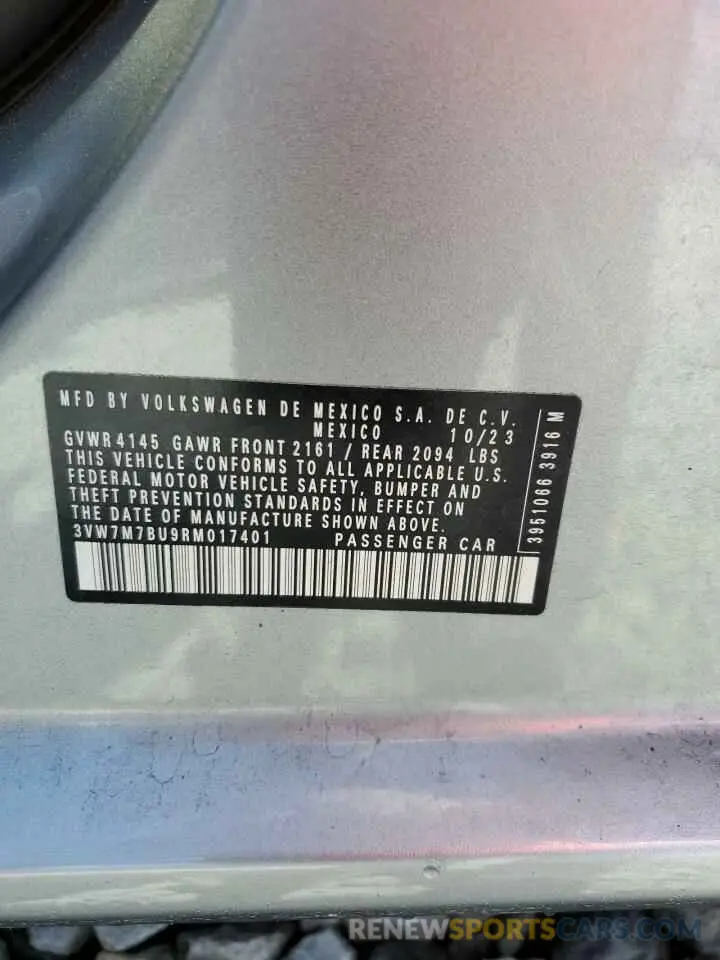 MFD BY VOLKSWAGEN DE MEXICO S.A. DE C.V.
MEXICO 10/23
GVWR 4145 GAWR FRONT 2161 / REAR 2094 LBS
THIS VEHICLE CONFORMS TO ALL APPLICABLE U.S.
FEDERAL MOTOR VEHICLE SAFETY, BUMPER AND
THEFT PREVENTION STANDARDS IN EFFECT ON
THE DATE OF MANUFACTURE SHOWN ABOVE.
3VW7M7BU9RM017401 PASSENGER CAR
3951066 3916 M
RENEWSPORTSCARS.COM